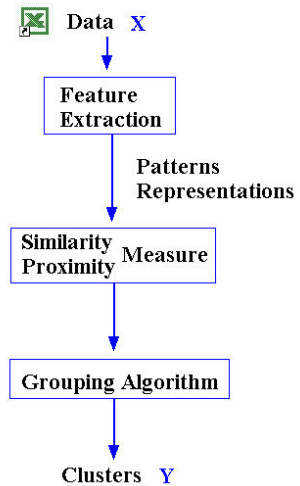 Data X
Feature
Extraction
Patterns
Representations
Similarity
Proximity Measure
Grouping Algorithm
Clusters Y